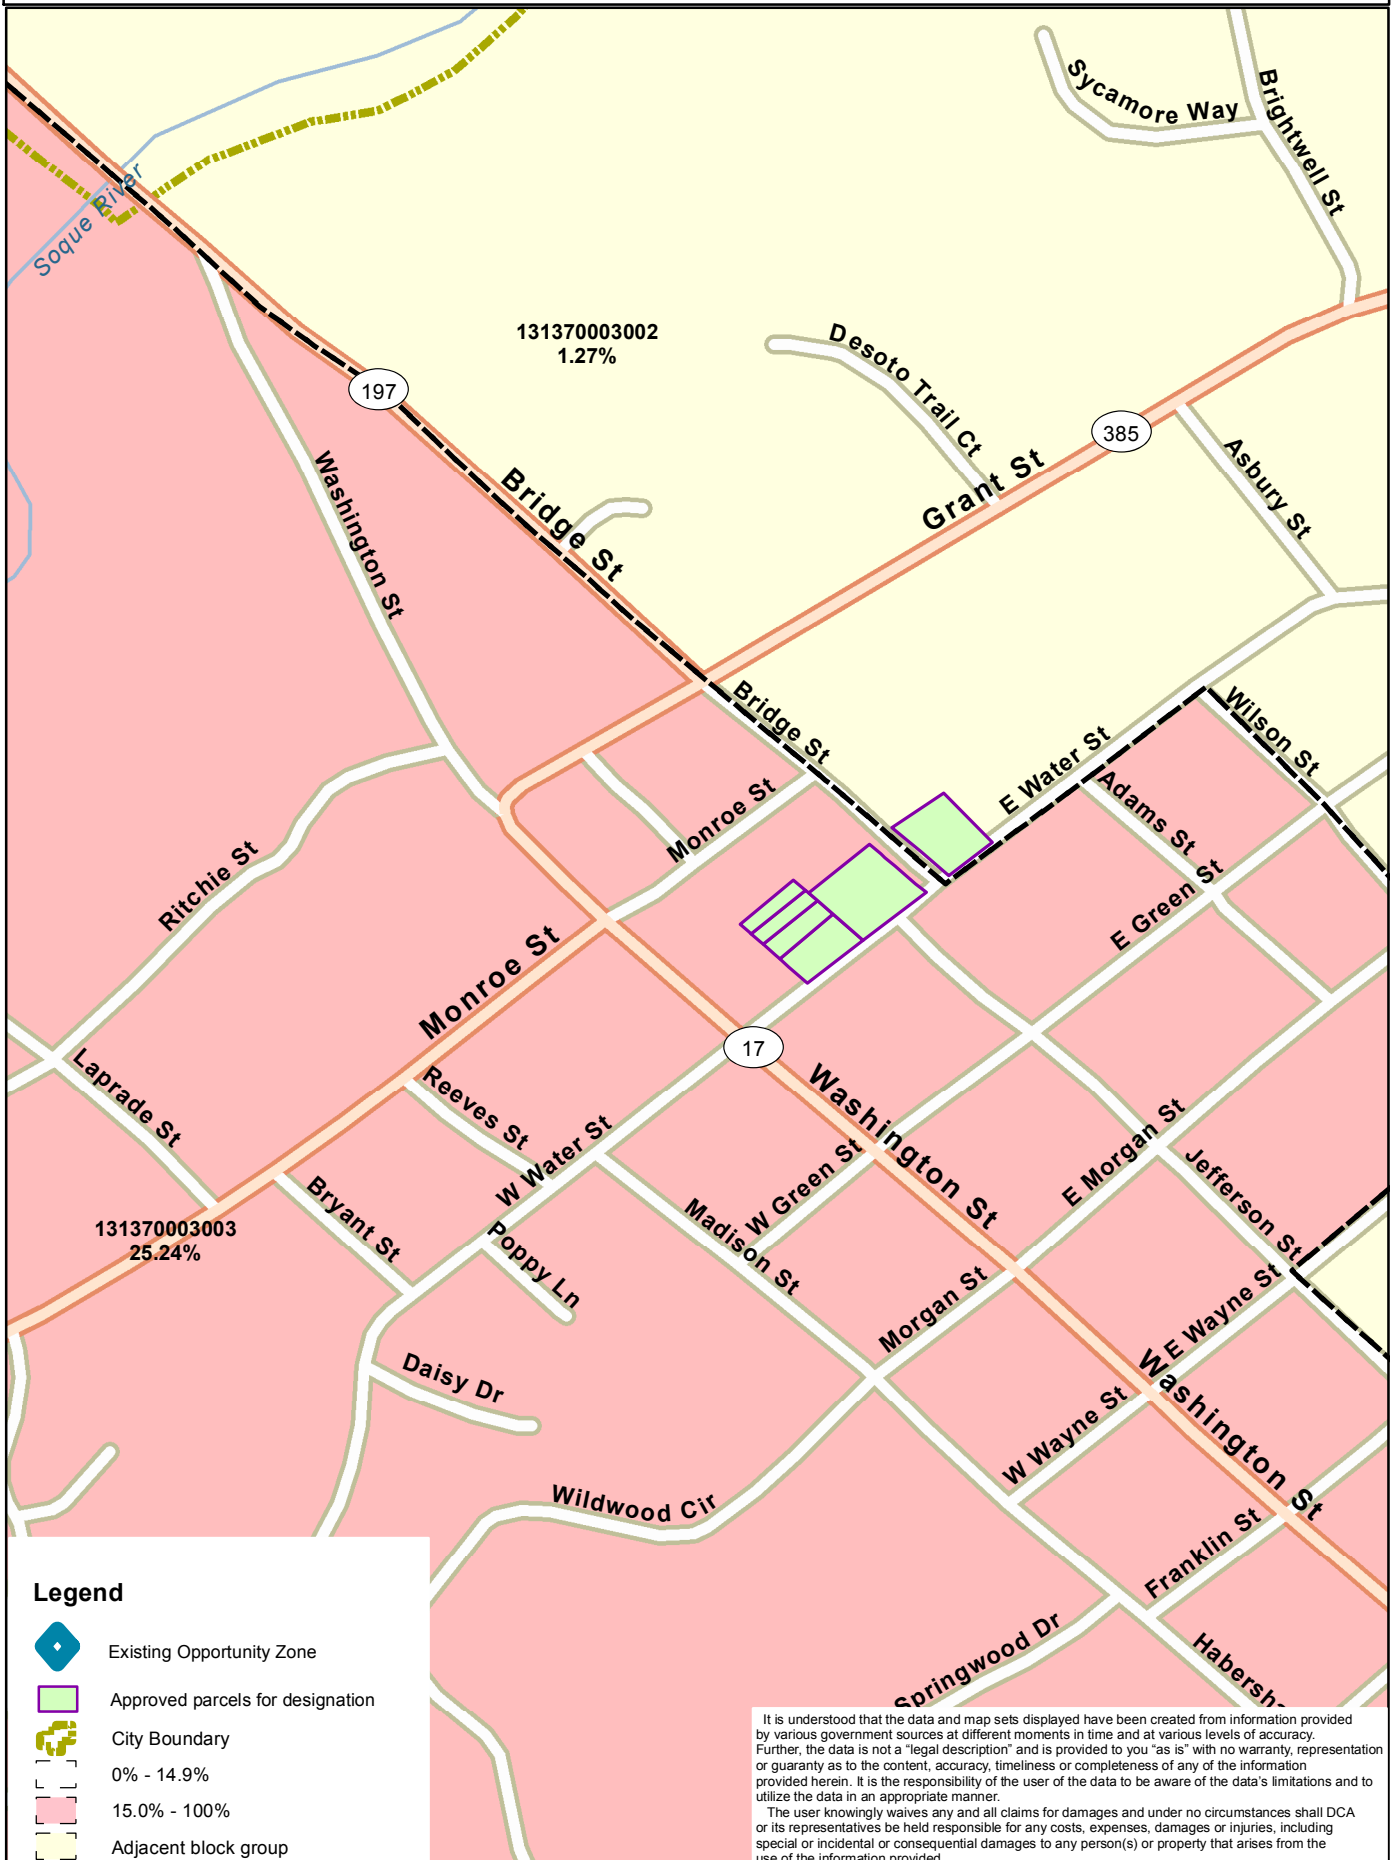 Sycamore Way
Brightwell St
Soque River
131370003002
1.27%
Desoto Trail Ct
197
385
Grant St
Asbury St
Washington St
Bridge St
Bridge St
Wilson St
E Water St
Monroe St
Adams St
Ritchie St
E Green St
Monroe St
17
Laprade St
Reeves St
Washington St
W Water St
W Green St
E Morgan St
Jefferson St
Bryant St
131370003003
25.24%
Poppy Ln
Madison St
Morgan St
E Wayne St
Daisy Dr
W Wayne St
Washington St
Wildwood Cir
Franklin St
Springwood Dr
Habersha
Legend
Existing Opportunity Zone
Approved parcels for designation
City Boundary
0% - 14.9%
15.0% - 100%
Adjacent block group
It is understood that the data and map sets displayed have been created from information provided
by various government sources at different moments in time and at various levels of accuracy.
Further, the data is not a “legal description” and is provided to you “as is” with no warranty, representation
or guaranty as to the content, accuracy, timeliness or completeness of any of the information
provided herein. It is the responsibility of the user of the data to be aware of the data’s limitations and to
utilize the data in an appropriate manner.
The user knowingly waives any and all claims for damages and under no circumstances shall DCA
or its representatives be held responsible for any costs, expenses, damages or injuries, including
special or incidental or consequential damages to any person(s) or property that arises from the
use of the information provided.